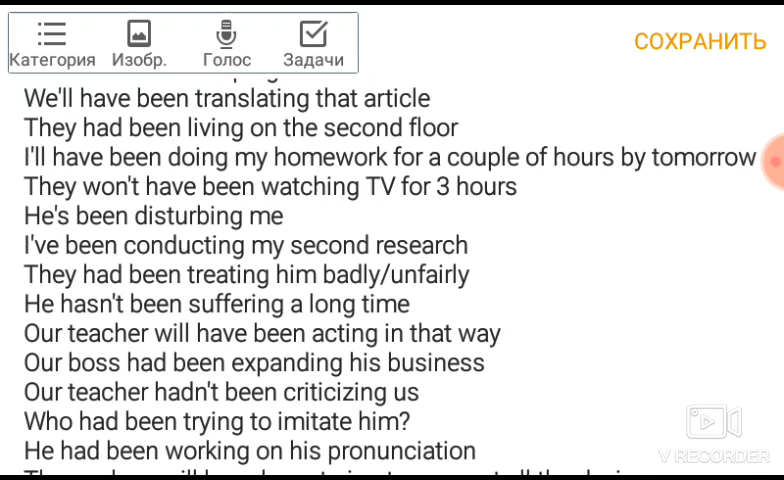 Категория Изобр. Голос Задачи
СОХРАНИТЬ
We'll have been translating that article
They had been living on the second floor
I'll have been doing my homework for a couple of hours by tomorrow
They won't have been watching TV for 3 hours
He's been disturbing me
I've been conducting my second research
They had been treating him badly/unfairly
He hasn't been suffering a long time
Our teacher will have been acting in that way
Our boss had been expanding his business
Our teacher hadn't been criticizing us
Who had been trying to imitate him?
He had been working on his pronunciation
V RECORDER